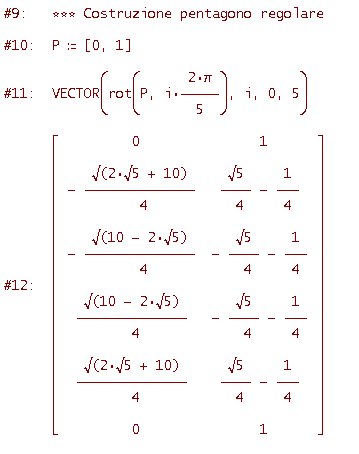 #9: *** Costruzione pentagono regolare
#10: P := [0, 1]
#11: VECTOR(rot(P, i·2·π/5), i, 0, 5)
#12:
0 1
- √(2·√5 + 10)/4 √5/4 - 1/4
- √(10 - 2·√5)/4 - √5/4 - 1/4
√(10 - 2·√5)/4 - √5/4 - 1/4
√(2·√5 + 10)/4 √5/4 - 1/4
0 1